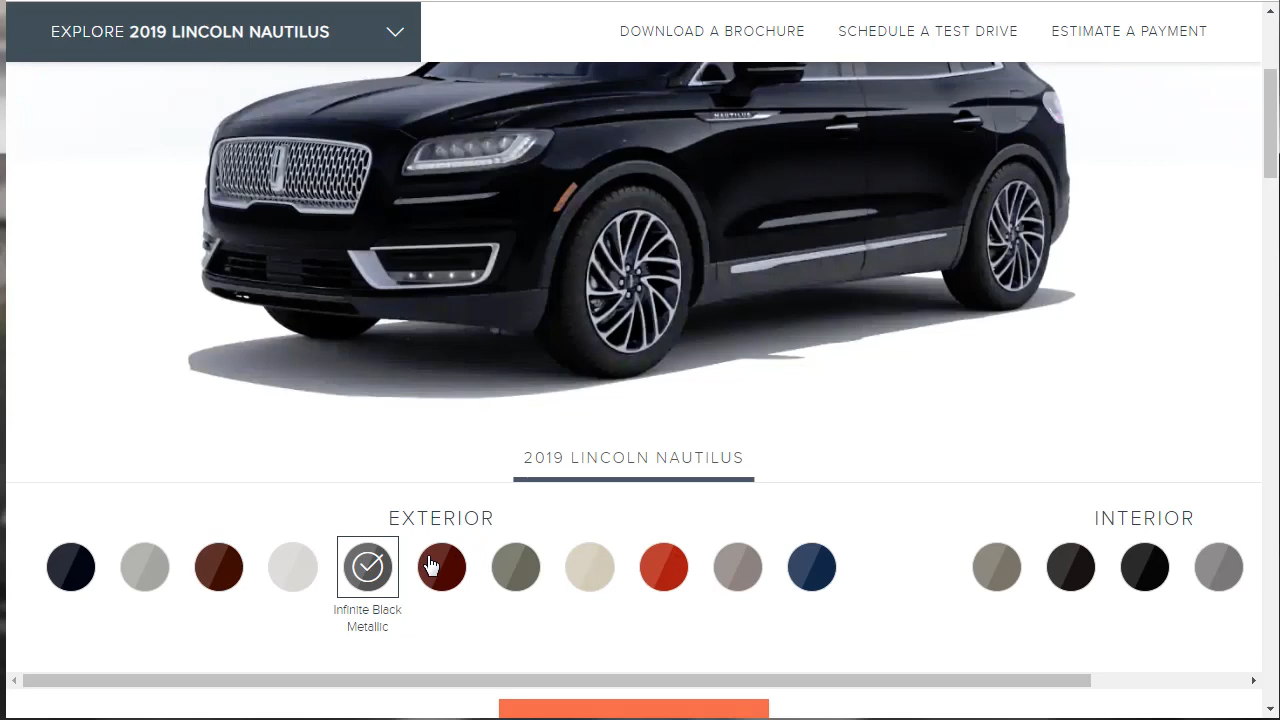 EXPLORE 2019 LINCOLN NAUTILUS
DOWNLOAD A BROCHURE
SCHEDULE A TEST DRIVE
ESTIMATE A PAYMENT
NAUTILUS
2019 LINCOLN NAUTILUS
EXTERIOR
INTERIOR
Infinite Black
Metallic